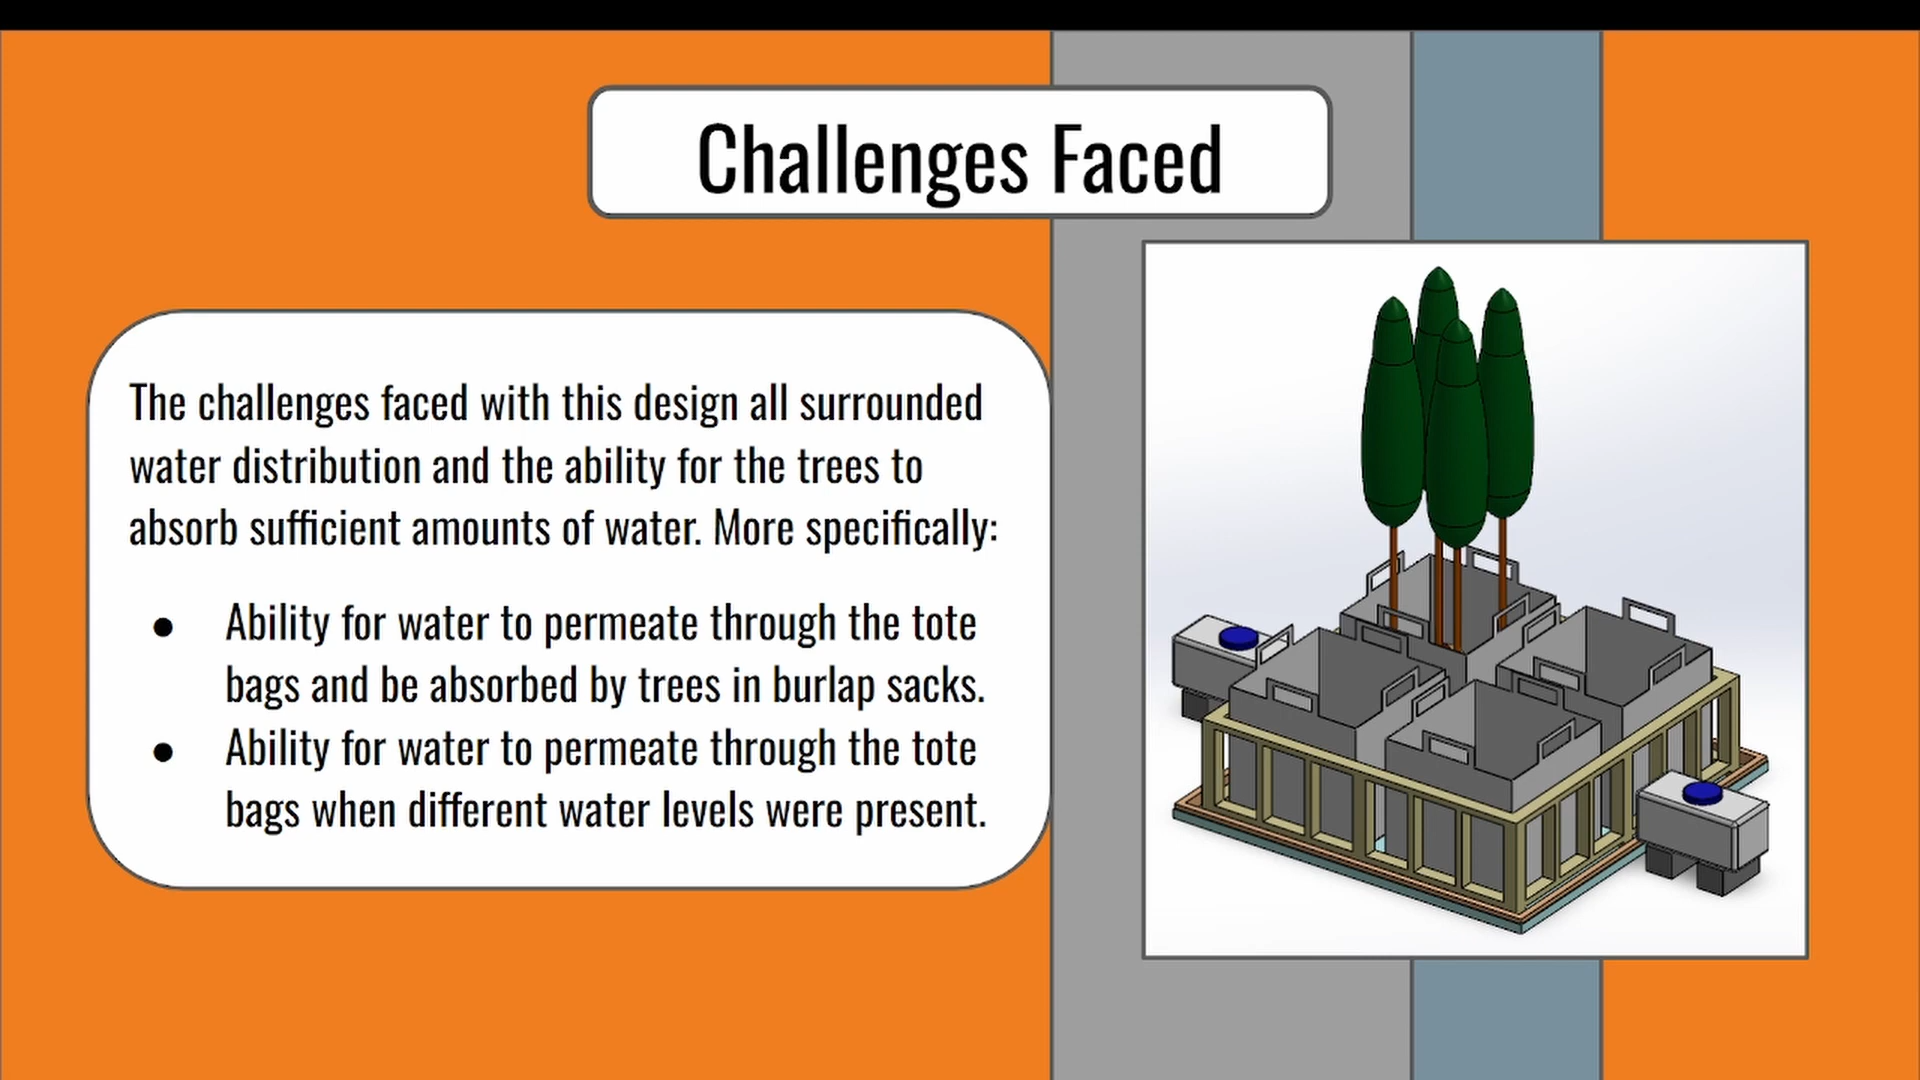 Challenges Faced
The challenges faced with this design all surrounded
water distribution and the ability for the trees to
absorb sufficient amounts of water. More specifically:
● Ability for water to permeate through the tote
bags and be absorbed by trees in burlap sacks.
● Ability for water to permeate through the tote
bags when different water levels were present.